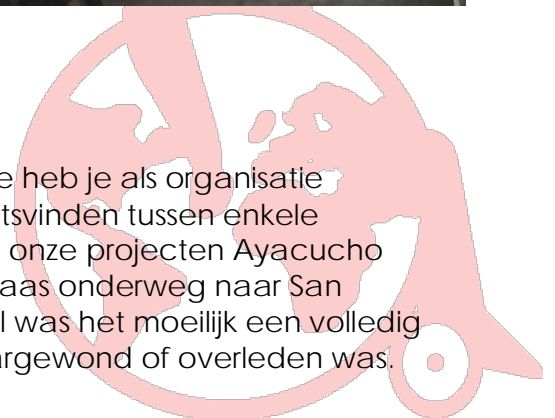 e heb je als organisatie
tsvinden tussen enkele
onze projecten Ayacucho
aas onderweg naar San
l was het moeilijk een volledig
argewond of overleden was.